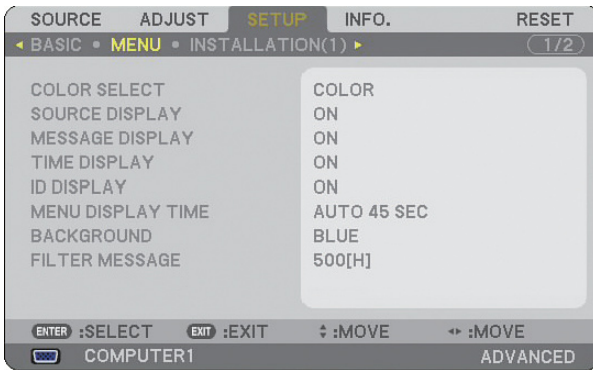 SOURCE ADJUST SETUP INFO. RESET
BASIC • MENU • INSTALLATION(1) 1/2
COLOR SELECT COLOR
SOURCE DISPLAY ON
MESSAGE DISPLAY ON
TIME DISPLAY ON
ID DISPLAY ON
MENU DISPLAY TIME AUTO 45 SEC
BACKGROUND BLUE
FILTER MESSAGE 500[H]
ENTER :SELECT EXIT :EXIT :MOVE :MOVE
COMPUTER1 ADVANCED